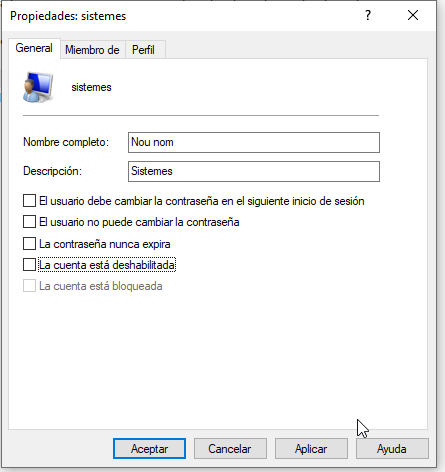 Propiedades: sistemes
General
Miembro de
Perfil
sistemes
Nombre completo:
Nou nom
Descripción:
Sistemes
El usuario debe cambiar la contraseña en el siguiente inicio de sesión
El usuario no puede cambiar la contraseña
La contraseña nunca expira
La cuenta está deshabilitada
La cuenta está bloqueada
Aceptar
Cancelar
Aplicar
Ayuda